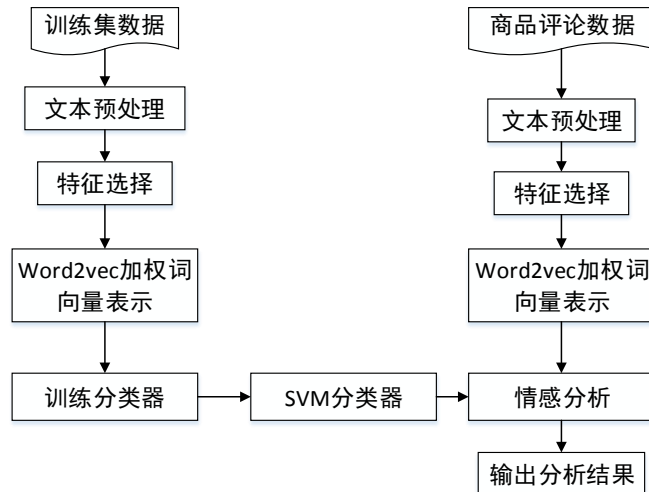 训练集数据
商品评论数据
文本预处理
文本预处理
特征选择
特征选择
Word2vec加权词
向量表示
Word2vec加权词
向量表示
训练分类器
SVM分类器
情感分析
输出分析结果